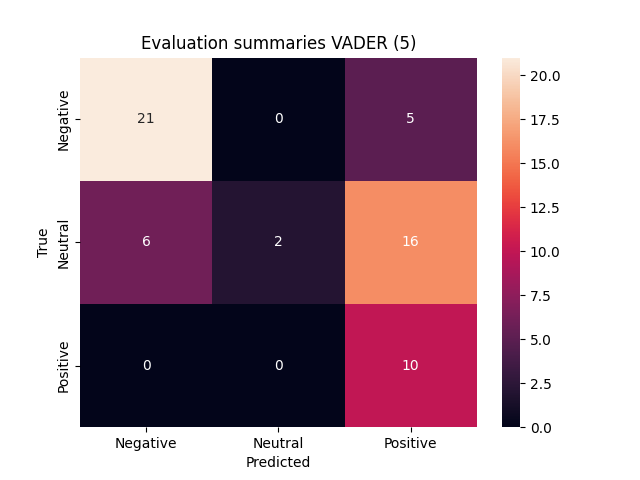 Evaluation summaries VADER (5)
True
Negative
Neutral
Positive
21 0 5
6 2 16
0 0 10
Negative Neutral Positive
Predicted
20.0
17.5
15.0
12.5
10.0
7.5
5.0
2.5
0.0